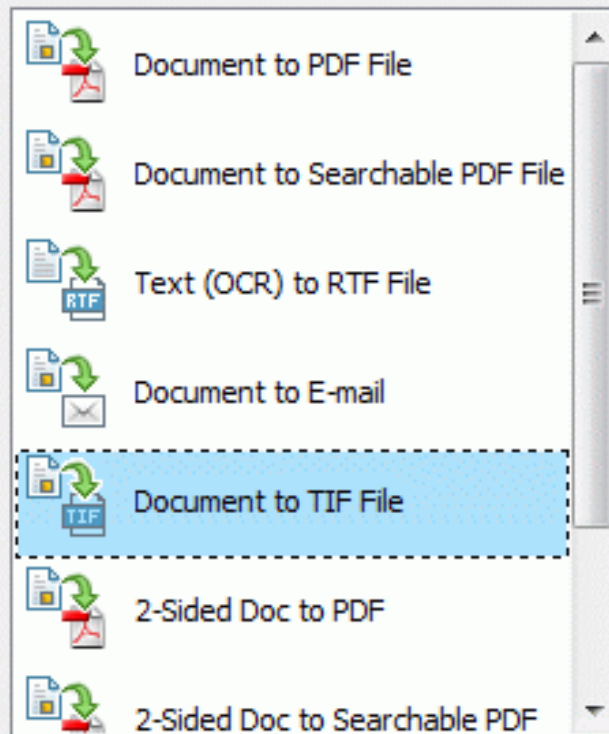 Document to PDF File
Document to Searchable PDF File
Text (OCR) to RTF File
RTF
Document to E-mail
Document to TIF File
TIF
2-Sided Doc to PDF
2-Sided Doc to Searchable PDF